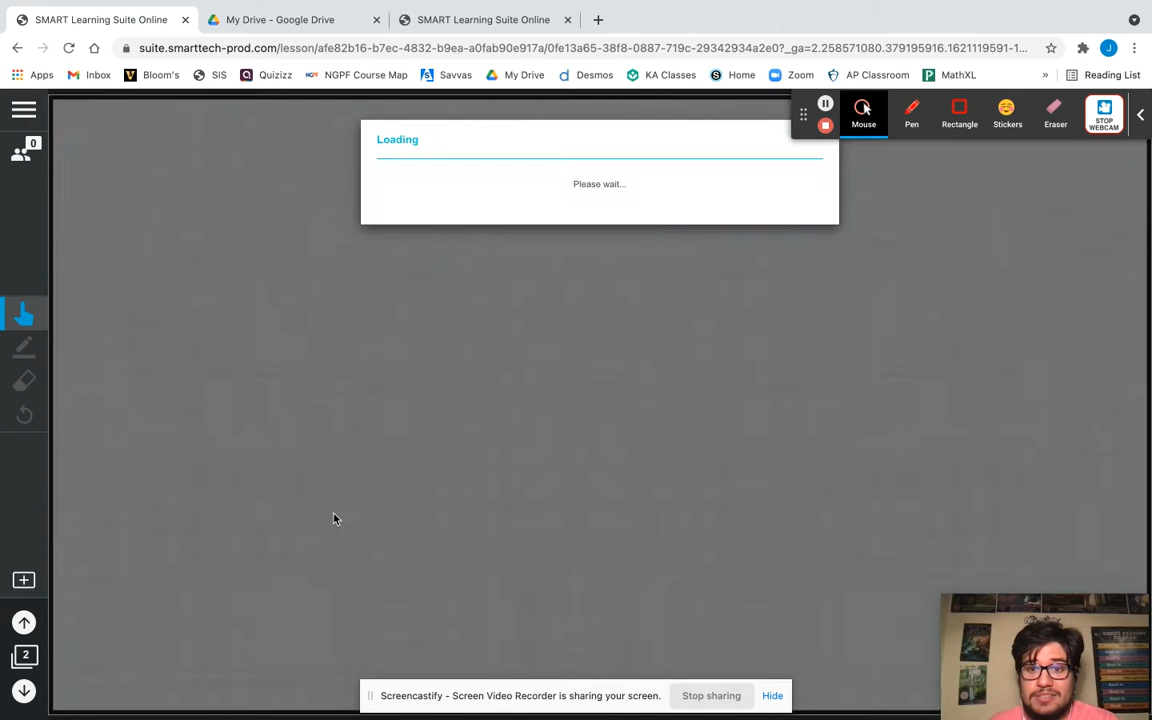 SMART Learning Suite Online
My Drive - Google Drive
SMART Learning Suite Online
suite.smarttech-prod.com/lesson/afe82b16-b7ec-4832-b9ea-a0fab90e917a/0fe13a65-38f8-0887-719c-29342934a2e0?_ga=2.258571080.379195916.1621119591-1...
J
Apps
Inbox
Bloom's
SIS
Quizizz
NGPF Course Map
Savvas
My Drive
Desmos
KA Classes
Home
Zoom
AP Classroom
MathXL
»
Reading List
0
Mouse
Pen
Rectangle
Stickers
Eraser
STOP
WEBCAM
Loading
Please wait...
2
Screencastify - Screen Video Recorder is sharing your screen.
Stop sharing
Hide